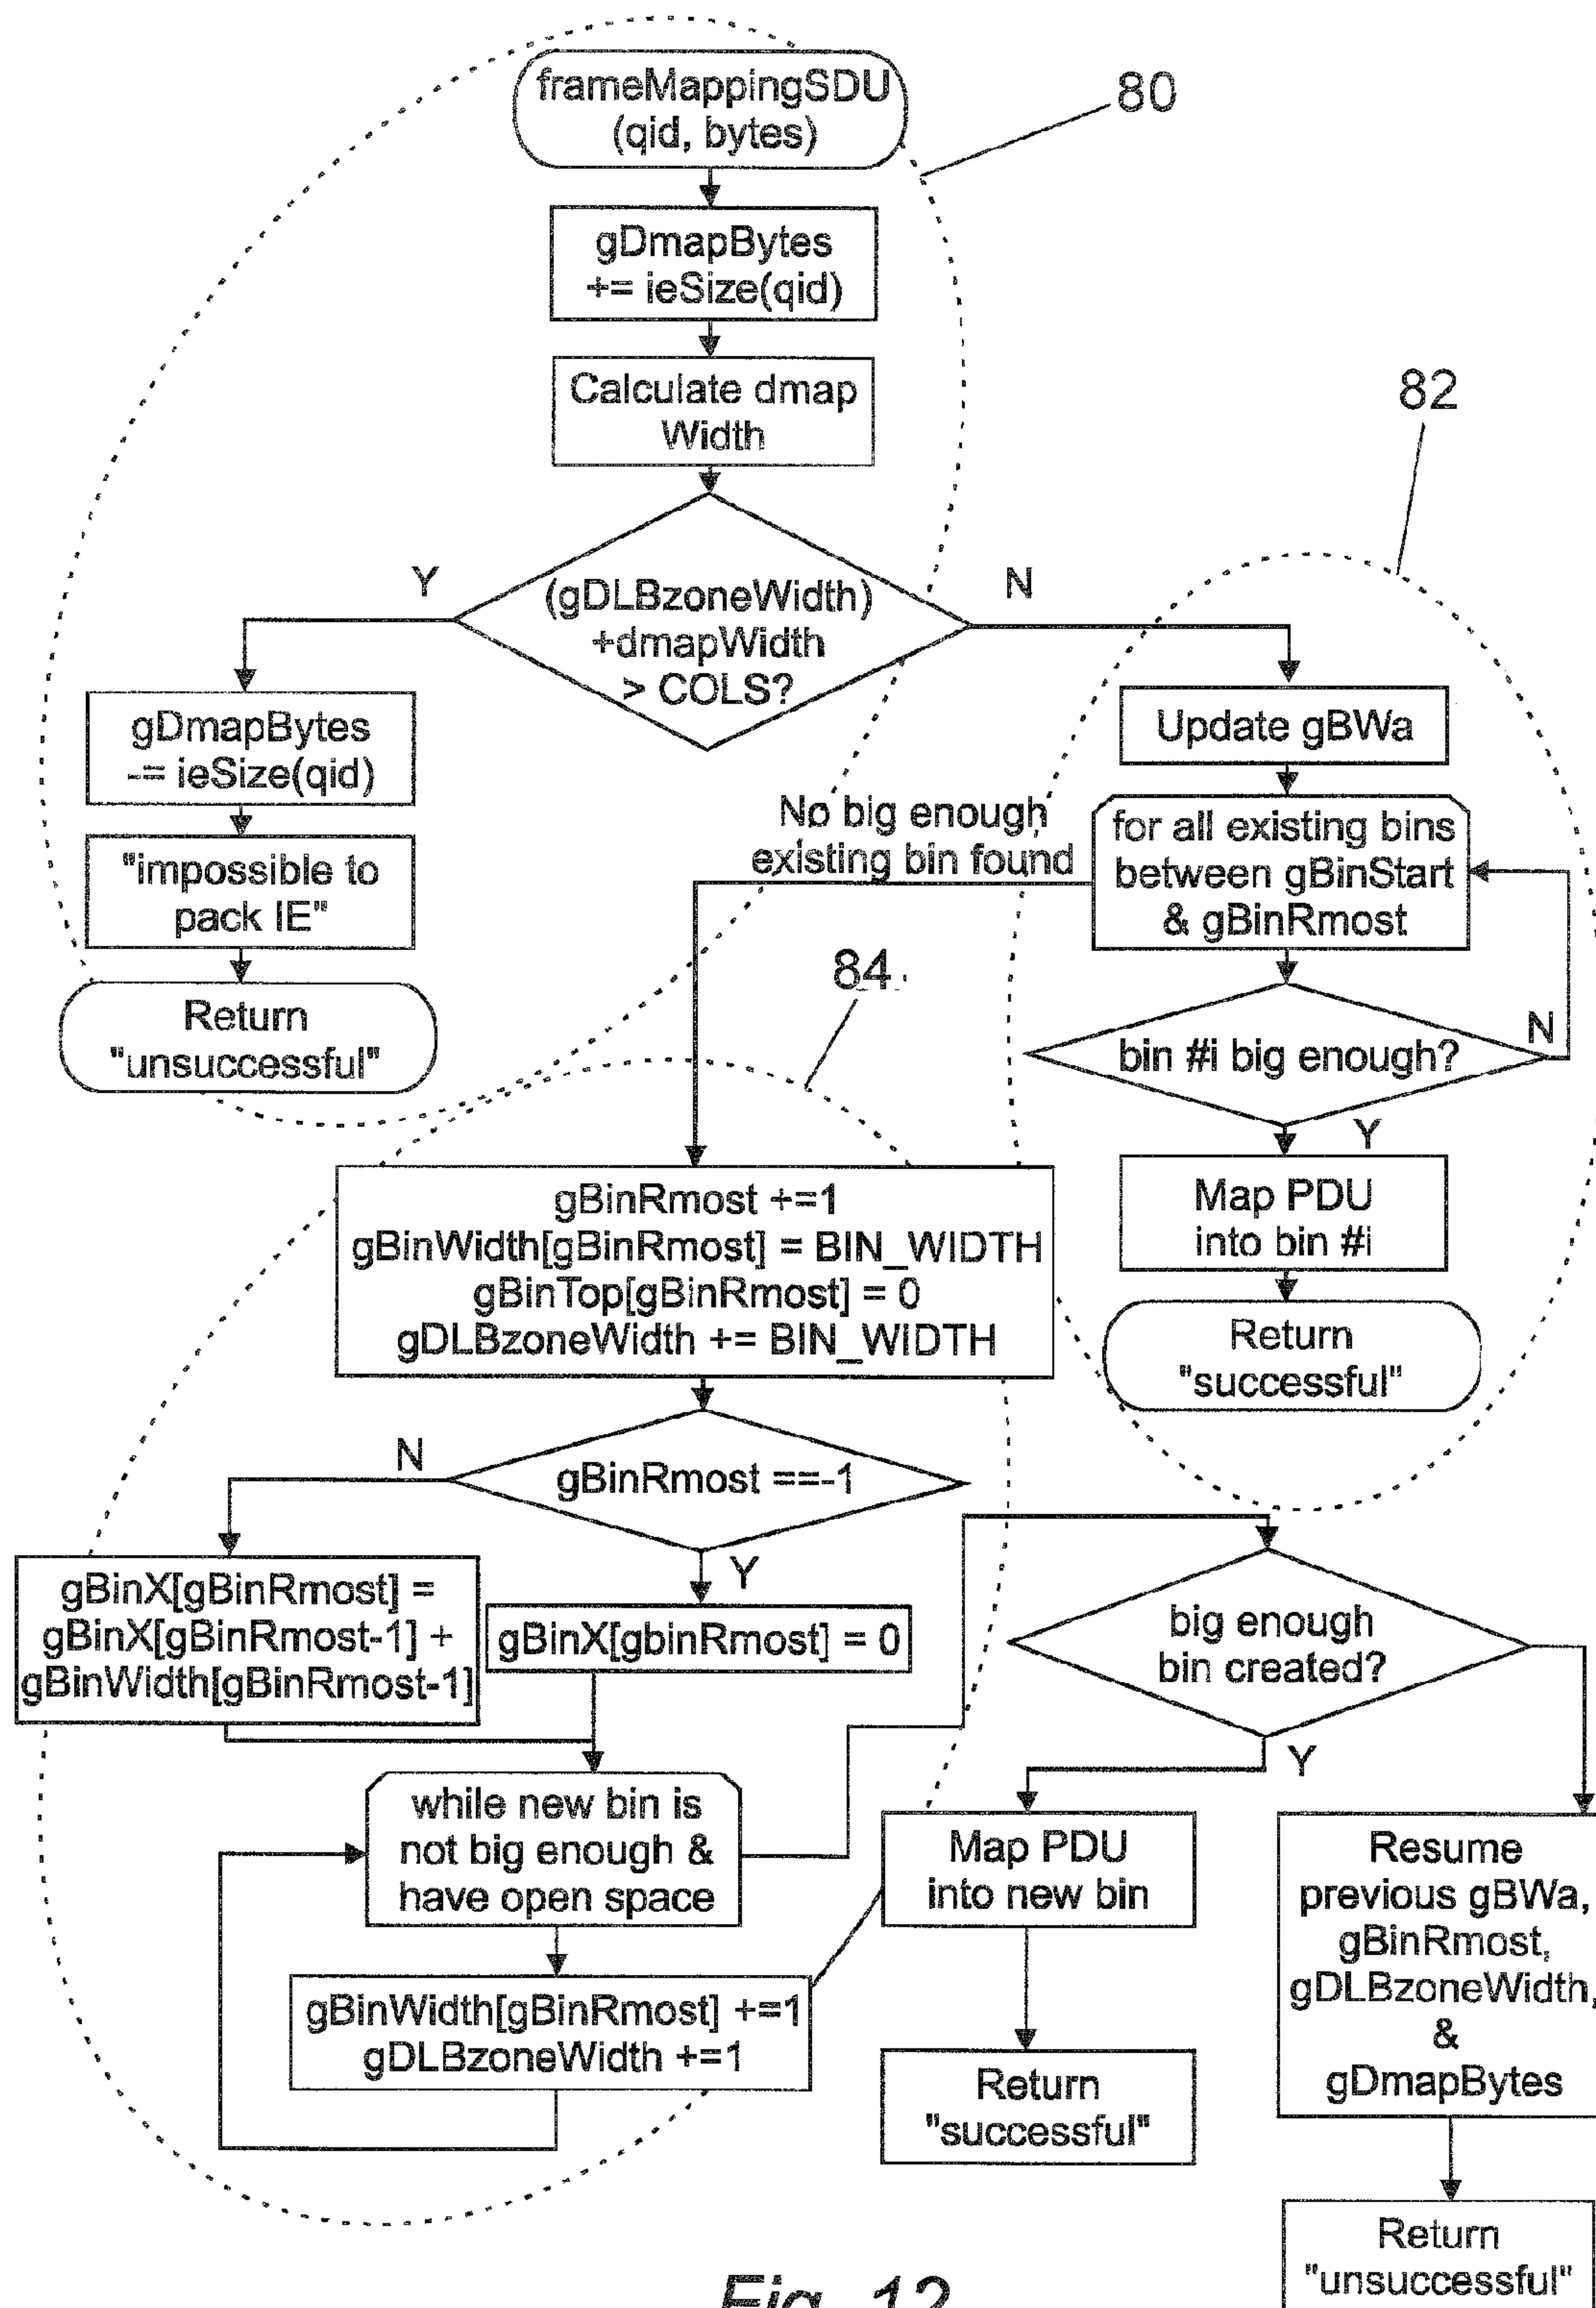 frameMappingSDU
(qid, bytes)
80
gDmapBytes
+= ieSize(qid)
Calculate dmap
Width
82
Y
(gDLBzoneWidth)
+dmapWidth
> COLS?
N
gDmapBytes
-= ieSize(qid)
"impossible to
pack IE"
Return
"unsuccessful"
Update gBWa
No big enough
existing bin found
for all existing bins
between gBinStart
& gBinRmost
84
bin #i big enough?
N
Y
Map PDU
into bin #i
Return
"successful"
gBinRmost +=1
gBinWidth[gBinRmost] = BIN_WIDTH
gBinTop[gBinRmost] = 0
gDLBzoneWidth += BIN_WIDTH
N
gBinRmost ==-1
Y
gBinX[gBinRmost] =
gBinX[gBinRmost-1] +
gBinWidth[gBinRmost-1]
gBinX[gbinRmost] = 0
big enough
bin created?
Y
while new bin is
not big enough &
have open space
Map PDU
into new bin
Resume
previous gBWa,
gBinRmost,
gDLBzoneWidth,
&
gDmapBytes
gBinWidth[gBinRmost] +=1
gDLBzoneWidth +=1
Return
"successful"
Return
"unsuccessful"
Fig. 12